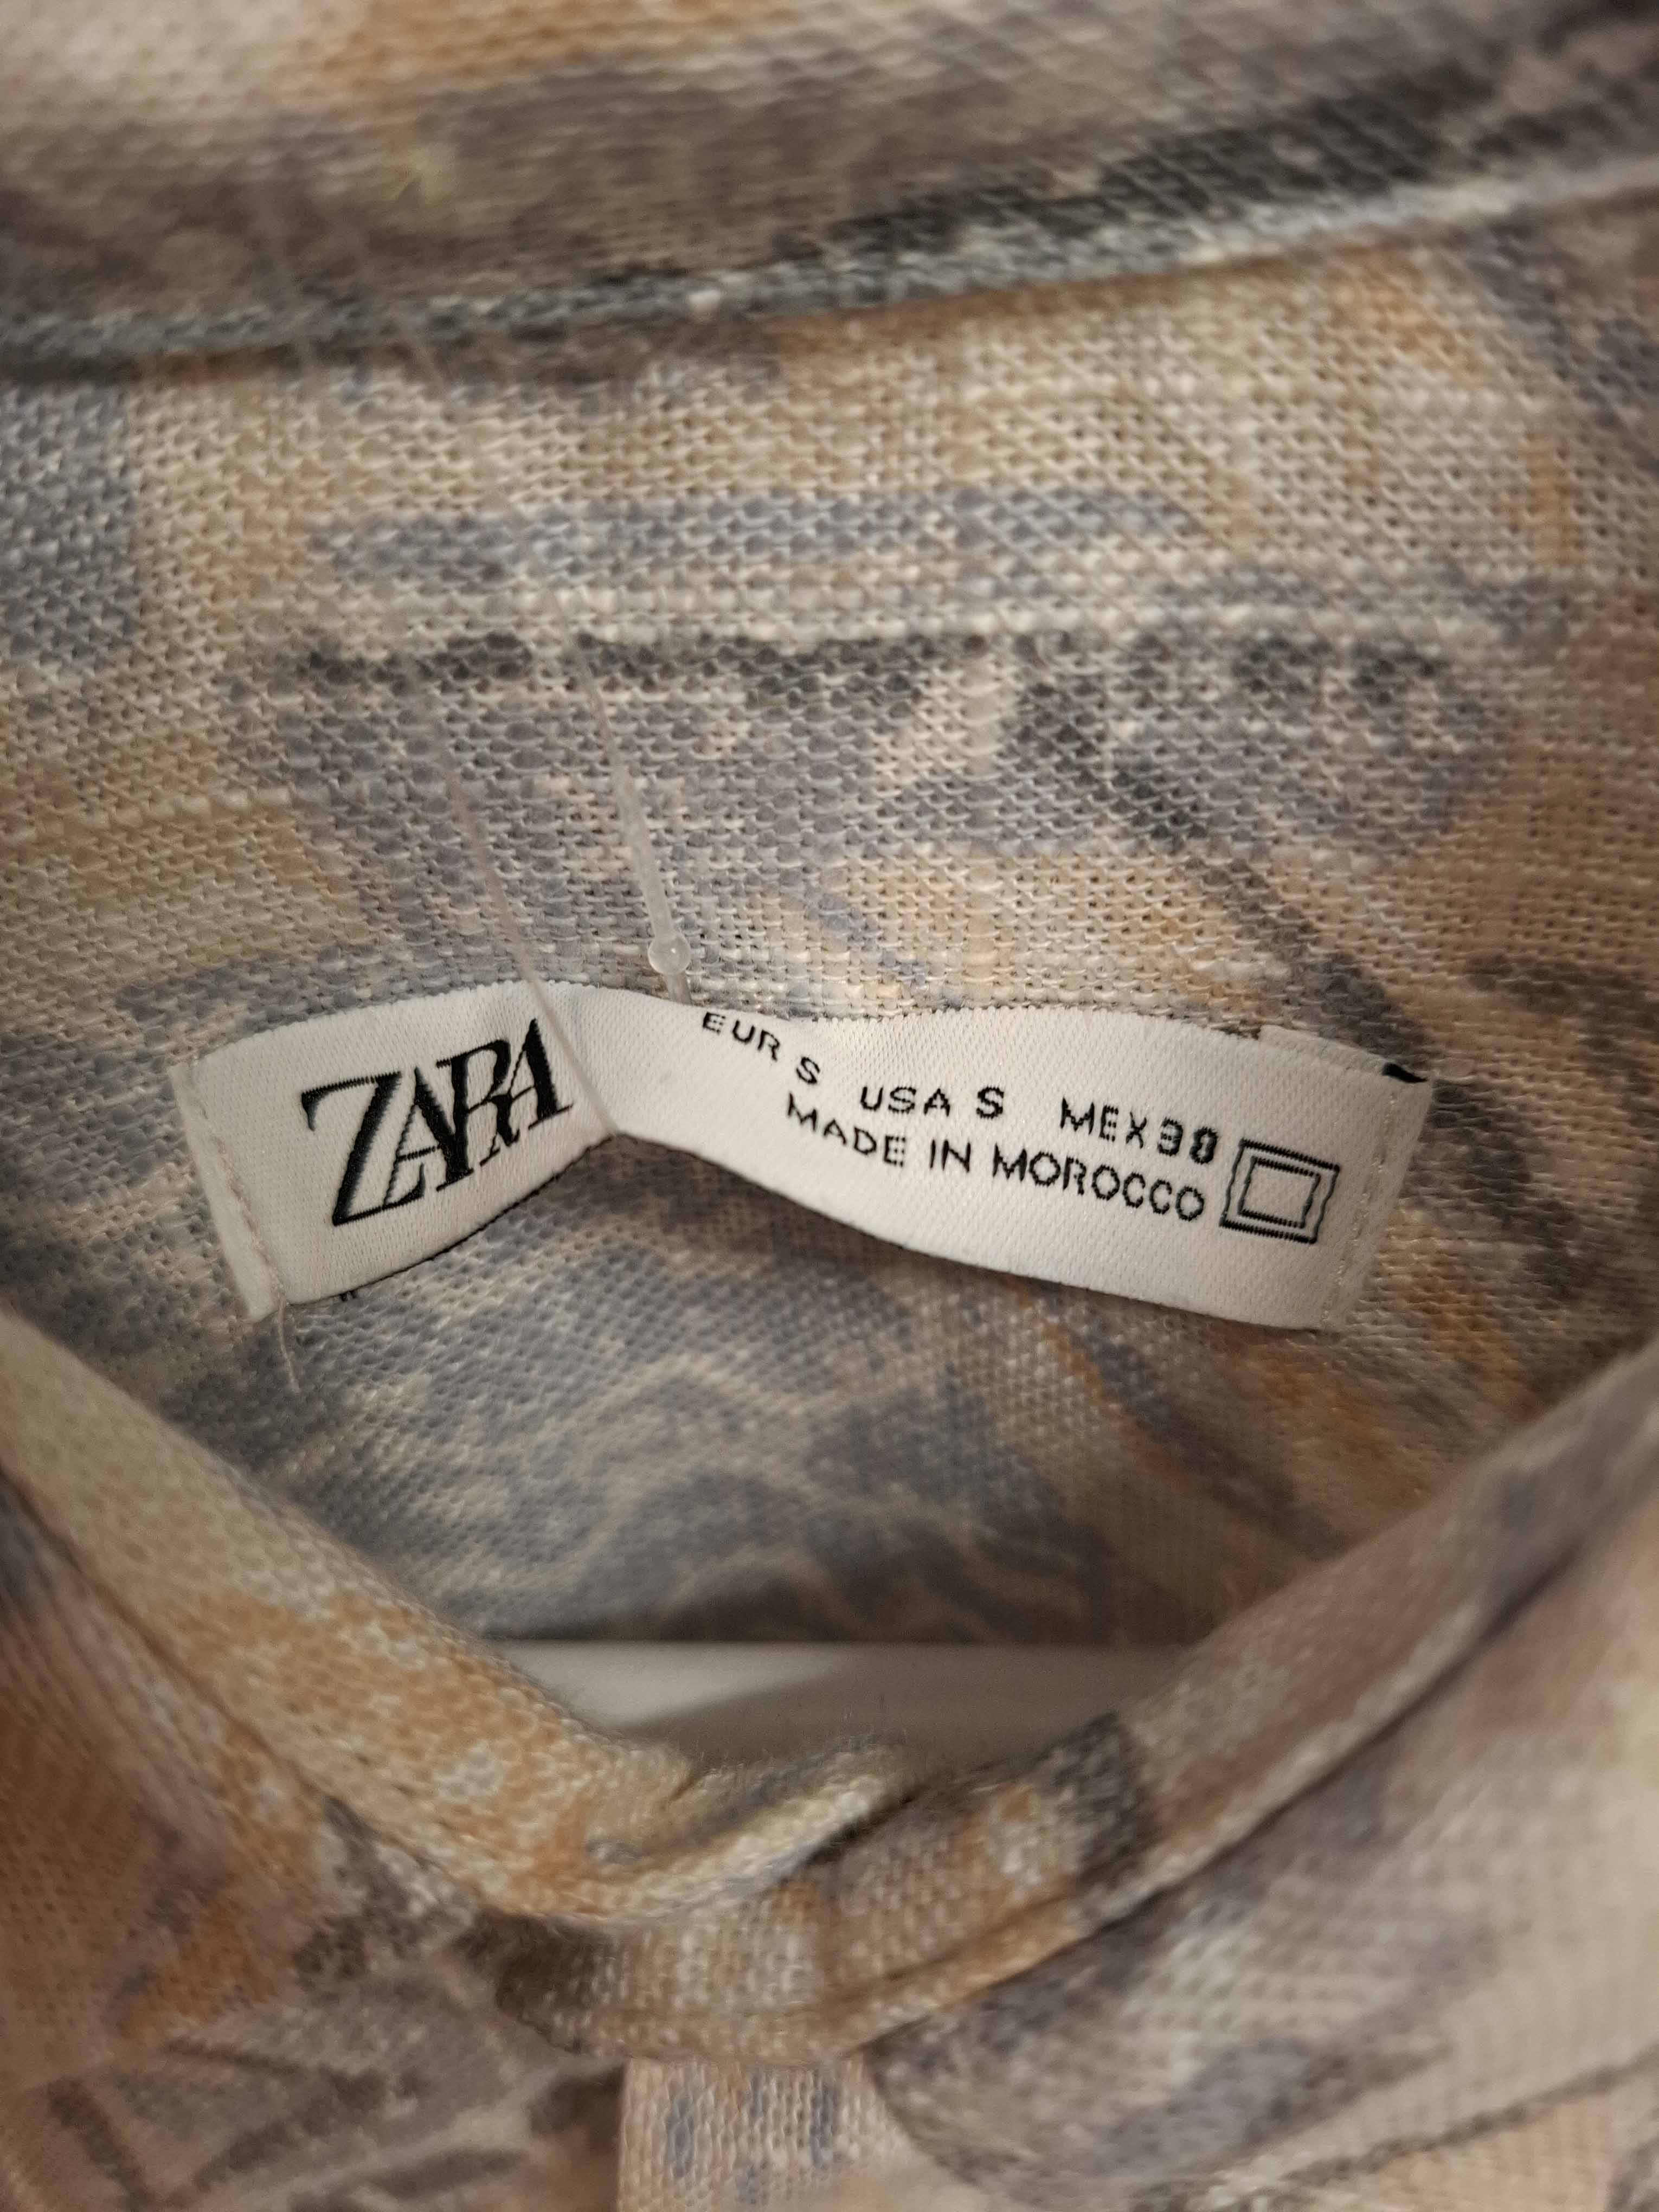 ZARA
EUR S USA S MEX 38
MADE IN MOROCCO